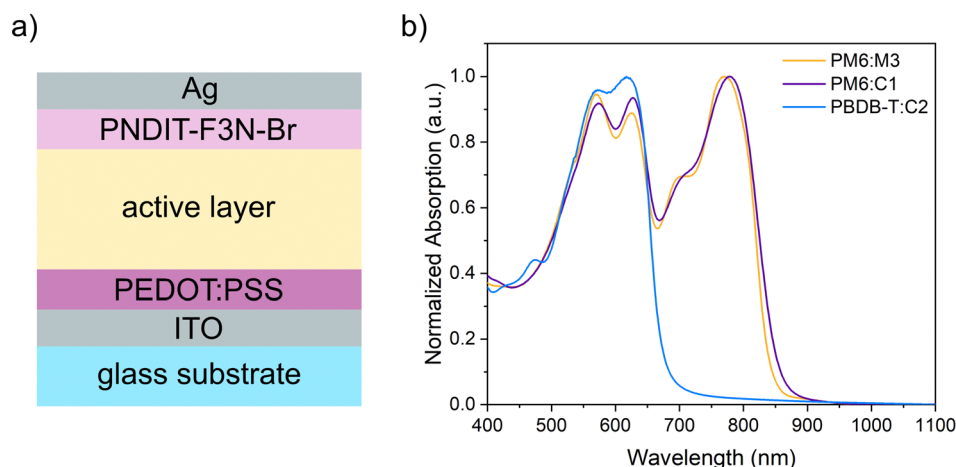 a)
Ag
PNDIT-F3N-Br
active layer
PEDOT:PSS
ITO
glass substrate
b)
PM6:M3
PM6:C1
PBDB-T:C2
Normalized Absorption (a.u.)
1.0
0.8
0.6
0.4
0.2
0.0
400 500 600 700 800 900 1000 1100
Wavelength (nm)